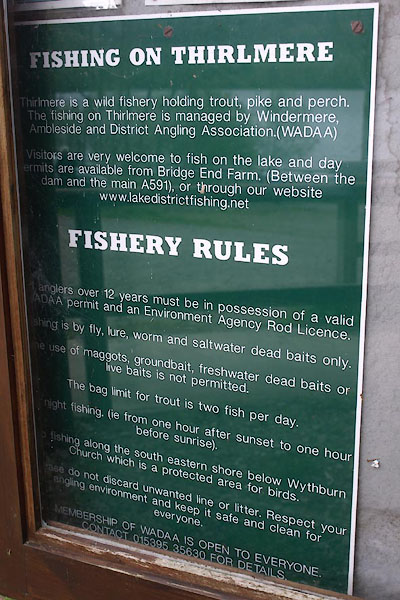 FISHING ON THIRLMERE
Thirlmere is a wild fishery holding trout, pike and perch.
The fishing on Thirlmere is managed by Windermere,
Ambleside and District Angling Association.(WADAA)
Visitors are very welcome to fish on the lake and day
ermits are available from Bridge End Farm. (Between the
dam and the main A591), or through our website
www.lakedistrictfishing.net
FISHERY RULES
anglers over 12 years must be in possession of a valid
ADAA permit and an Environment Agency Rod Licence.
shing is by fly, lure, worm and saltwater dead baits only.
e use of maggots, groundbait, freshwater dead baits or
live baits is not permitted.
The bag limit for trout is two fish per day.
night fishing. (ie from one hour after sunset to one hour
before sunrise).
o fishing along the south eastern shore below Wythburn
Church which is a protected area for birds.
ase do not discard unwanted line or litter. Respect your
angling environment and keep it safe and clean for
everyone.
MEMBERSHIP OF WADAA IS OPEN TO EVERYONE.
CONTACT 015395 35630 FOR DETAILS.